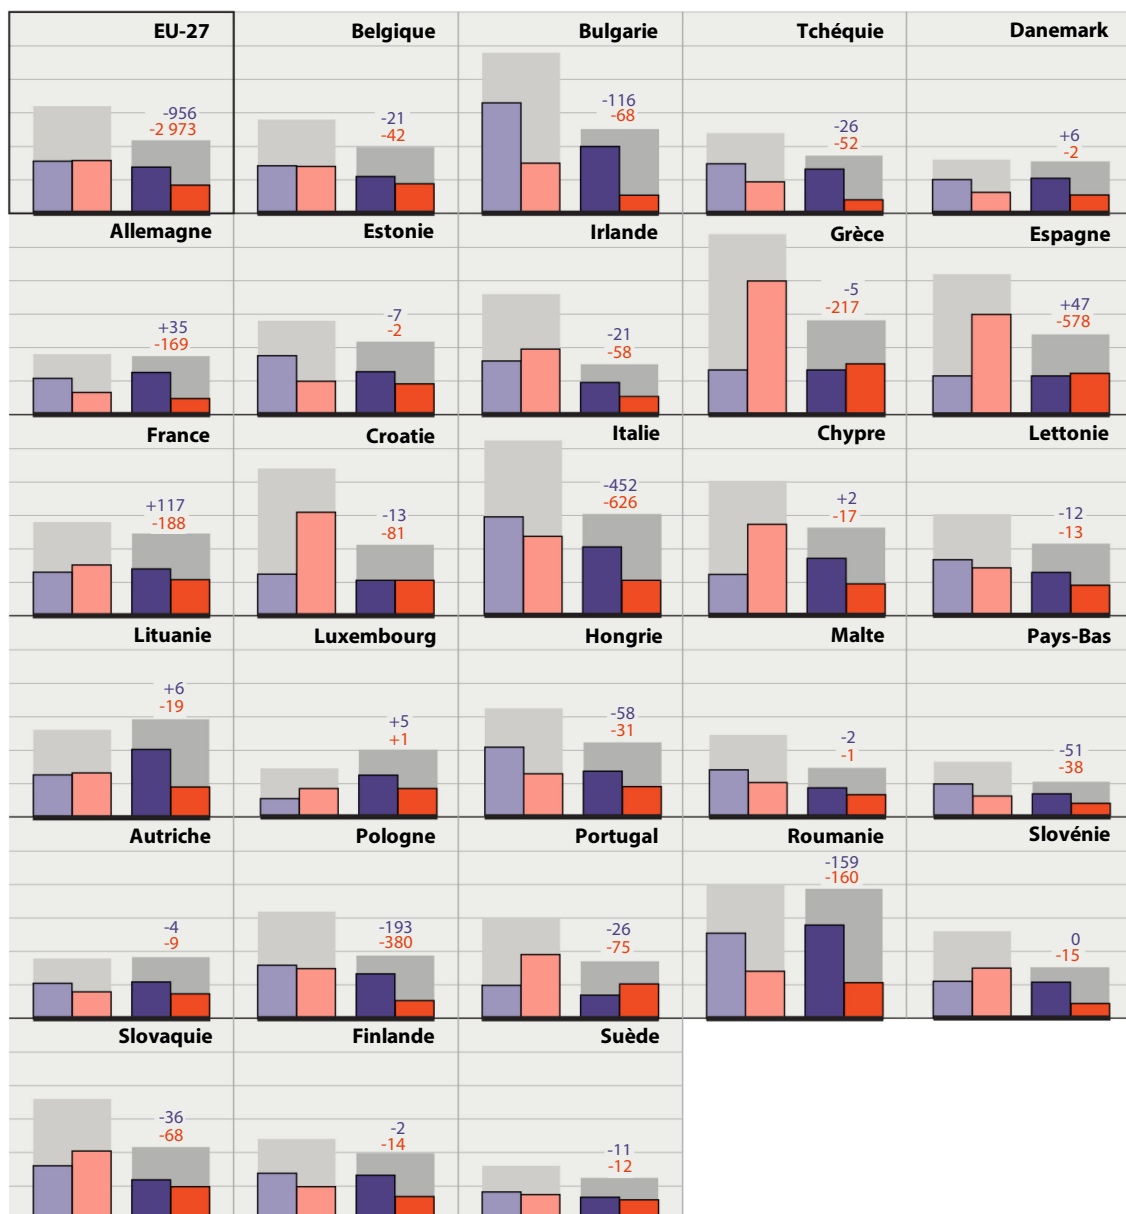 EU-27
-956
-2 973
Belgique
-21
-42
Bulgarie
-116
-68
Tchéquie
-26
-52
Danemark
+6
-2
Allemagne
+35
-169
Estonie
-7
-2
Irlande
-21
-58
Grèce
-5
-217
Espagne
+47
-578
France
+117
-188
Croatie
-13
-81
Italie
-452
-626
Chypre
+2
-17
Lettonie
-12
-13
Lituanie
+6
-19
Luxembourg
+5
+1
Hongrie
-58
-31
Malte
-2
-1
Pays-Bas
-51
-38
Autriche
-4
-9
Pologne
-193
-380
Portugal
-26
-75
Roumanie
-159
-160
Slovénie
0
-15
Slovaquie
-36
-68
Finlande
-2
-14
Suède
-11
-12